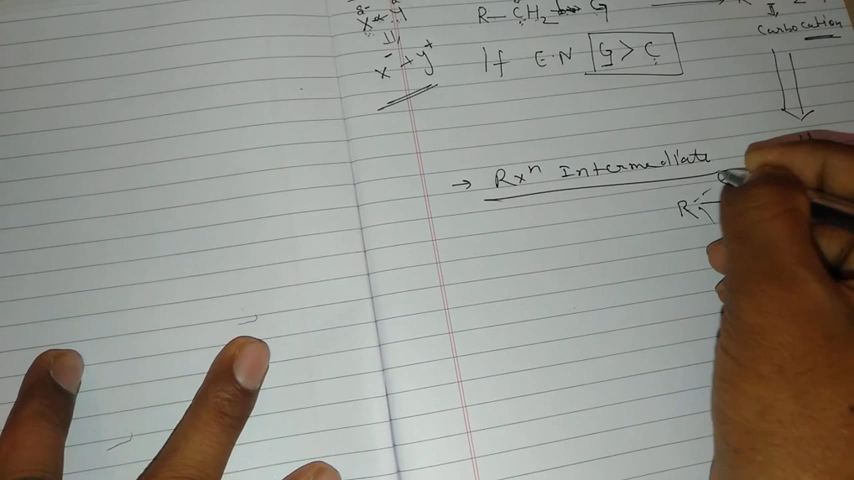 R— CH₂ G
Carbocation
x⁻ + y⁺
If E·N G > C
→ Rxⁿ Intermediate
R